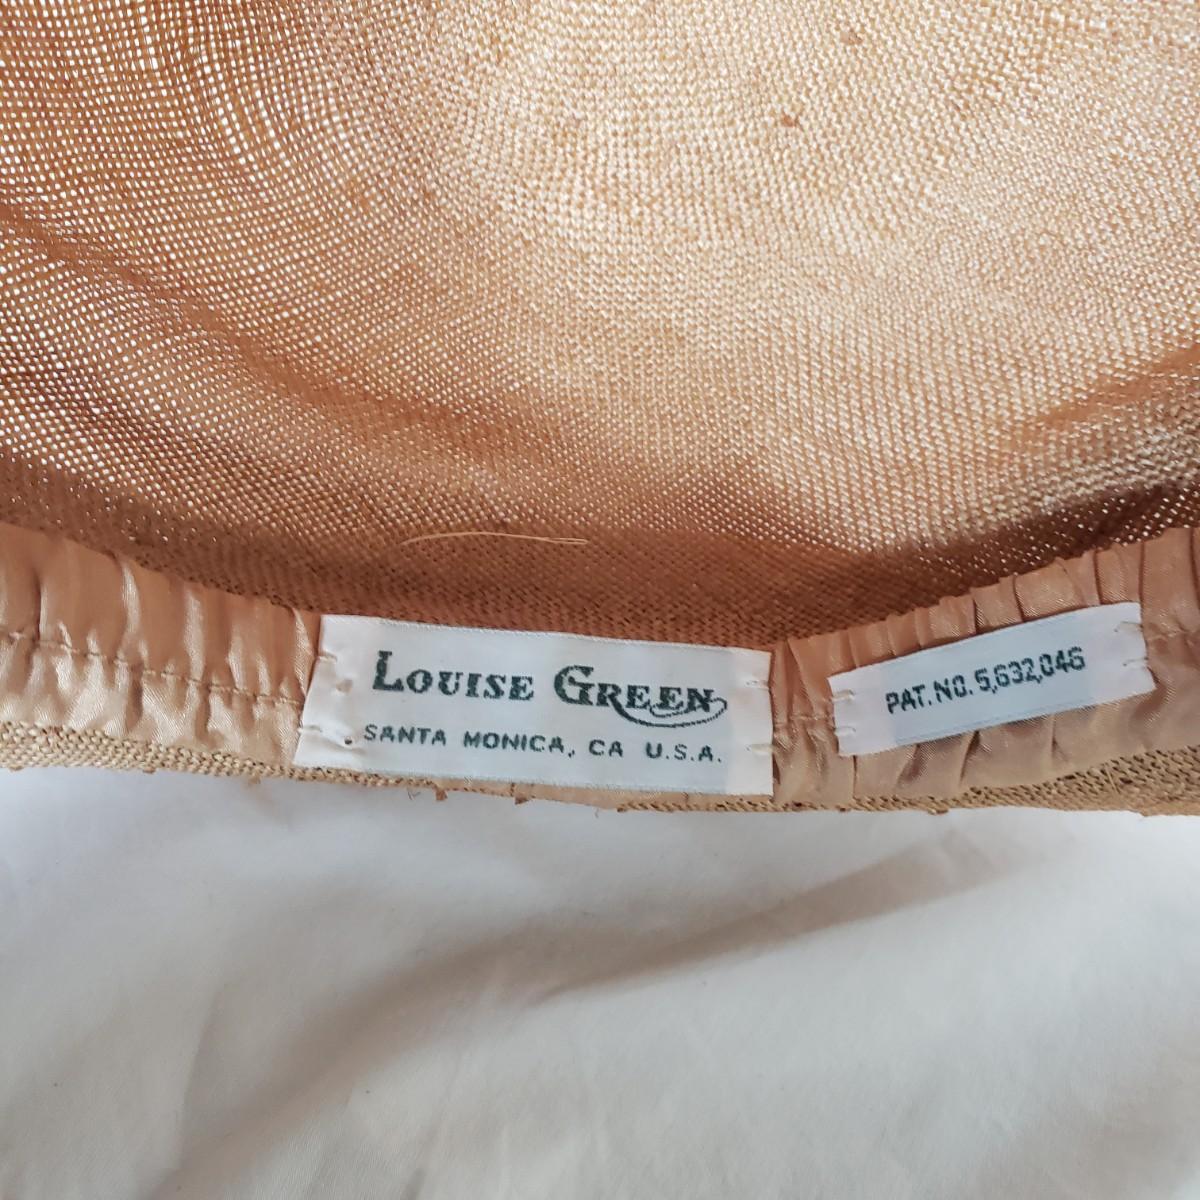 LOUISE GREEN
SANTA MONICA, CA U.S.A.
PAT. NO. 5,632,046